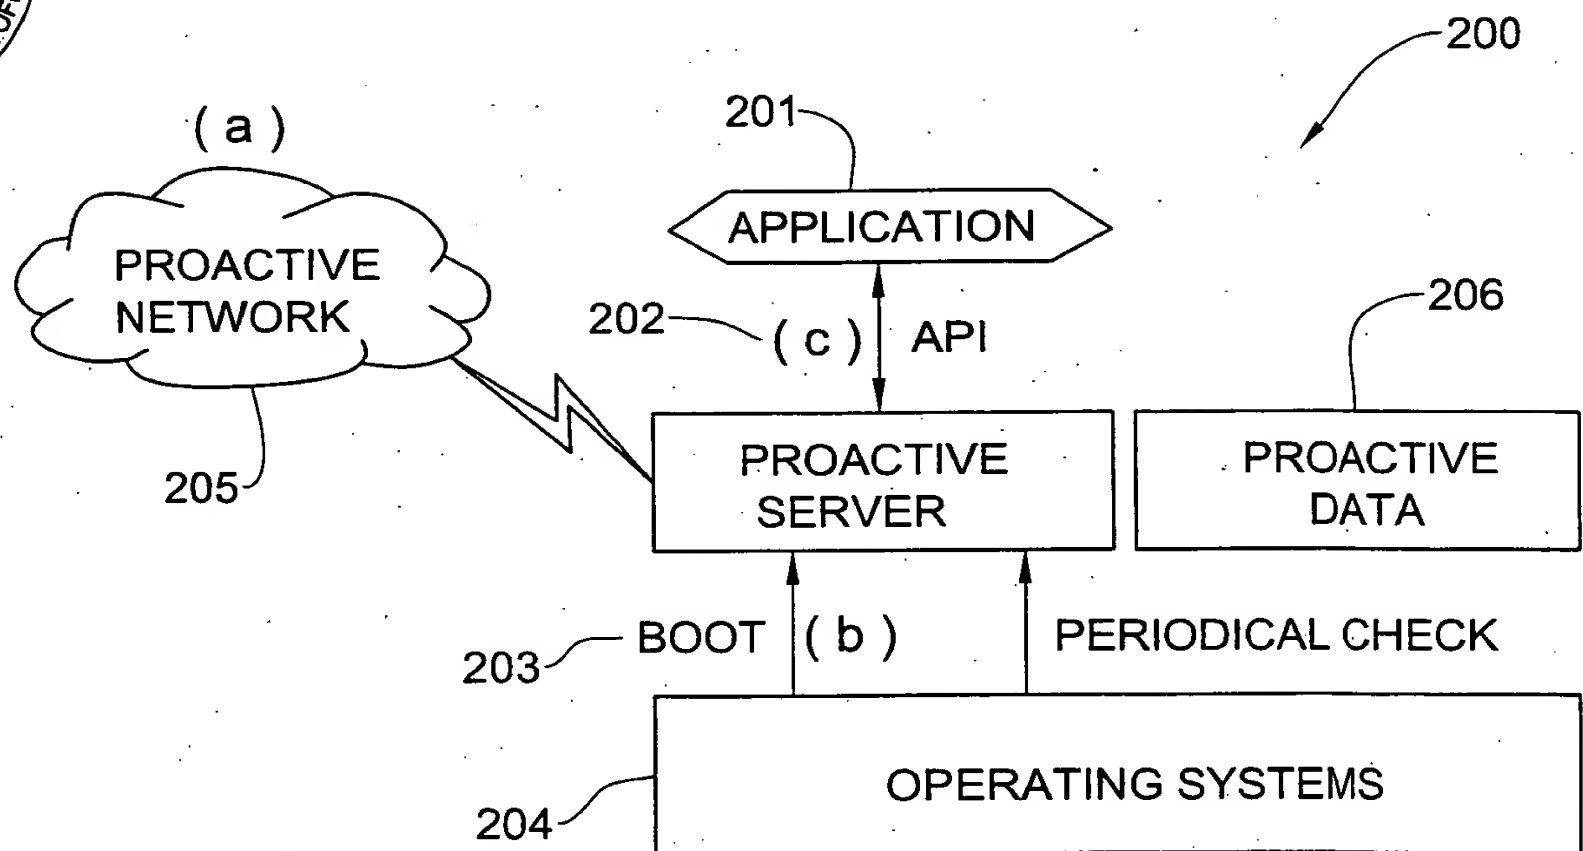 200
201
( a )
APPLICATION
PROACTIVE
NETWORK
206
202
( c )
API
205
PROACTIVE
SERVER
PROACTIVE
DATA
203
BOOT
( b )
PERIODICAL CHECK
204
OPERATING SYSTEMS